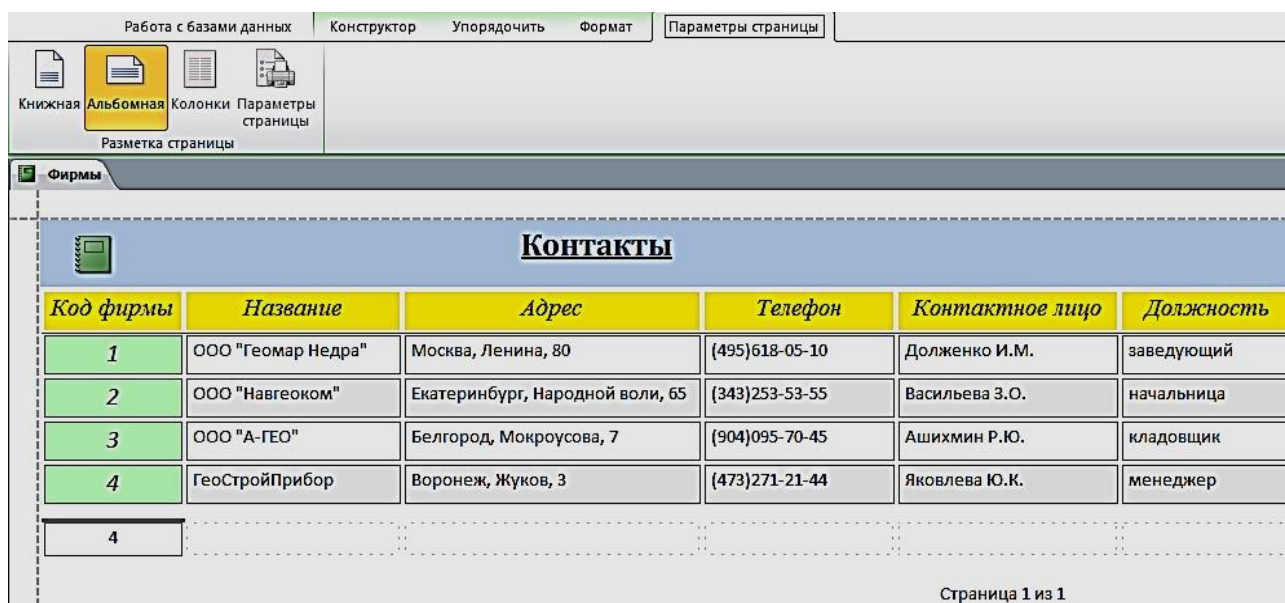 Работа с базами данных Конструктор Упорядочить Формат Параметры страницы
Книжная Альбомная Колонки Параметры страницы
Разметка страницы
Фирмы
Контакты
Код фирмы Название Адрес Телефон Контактное лицо Должность
1 ООО "Геомар Недра" Москва, Ленина, 80 (495)618-05-10 Долженко И.М. заведующий
2 ООО "Навгеоком" Екатеринбург, Народной воли, 65 (343)253-53-55 Васильева З.О. начальница
3 ООО "А-ГЕО" Белгород, Мокроусова, 7 (904)095-70-45 Ашихмин Р.Ю. кладовщик
4 ГеоСтройПрибор Воронеж, Жуков, 3 (473)271-21-44 Яковлева Ю.К. менеджер
4
Страница 1 из 1